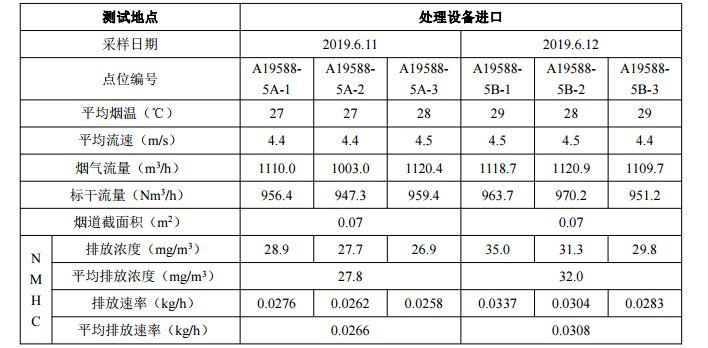 测试地点 处理设备进口
采样日期 2019.6.11 2019.6.12
点位编号 A19588-5A-1 A19588-5A-2 A19588-5A-3 A19588-5B-1 A19588-5B-2 A19588-5B-3
平均烟温（℃） 27 27 28 29 28 29
平均流速（m/s） 4.4 4.4 4.5 4.5 4.5 4.4
烟气流量（m³/h） 1110.0 1003.0 1120.4 1118.7 1120.9 1109.7
标干流量（Nm³/h） 956.4 947.3 959.4 963.7 970.2 951.2
烟道截面积（m²） 0.07 0.07
NMHC
排放浓度（mg/m³） 28.9 27.7 26.9 35.0 31.3 29.8
平均排放浓度（mg/m³） 27.8 32.0
排放速率（kg/h） 0.0276 0.0262 0.0258 0.0337 0.0304 0.0283
平均排放速率（kg/h） 0.0266 0.0308